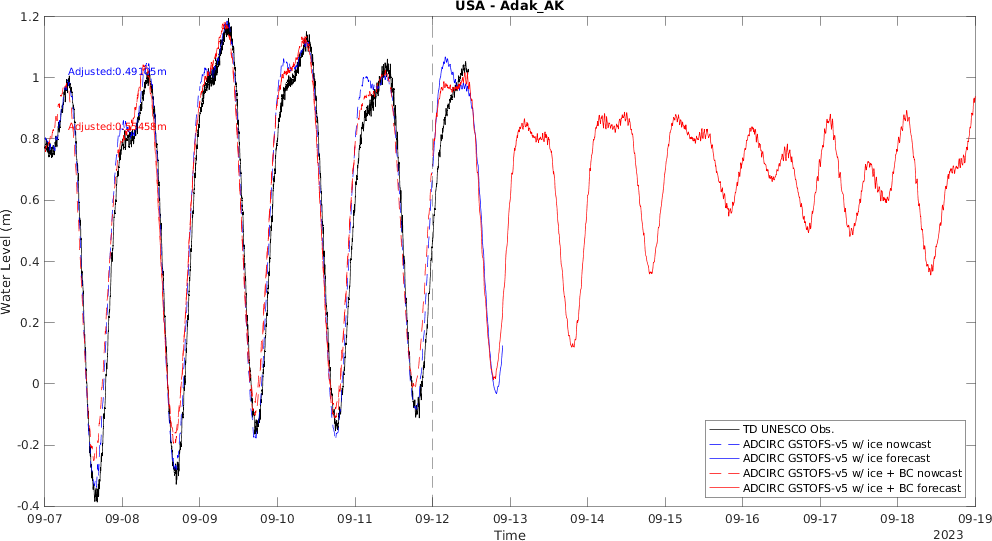 USA - Adak_AK
1.2
1
0.8
0.6
0.4
0.2
0
-0.2
-0.4
Water Level (m)
09-07
09-08
09-09
09-10
09-11
09-12
09-13
09-14
09-15
09-16
09-17
09-18
09-19
Time
2023
TD UNESCO Obs.
ADCIRC GSTOFS-v5 w/ ice nowcast
ADCIRC GSTOFS-v5 w/ ice forecast
ADCIRC GSTOFS-v5 w/ ice + BC nowcast
ADCIRC GSTOFS-v5 w/ ice + BC forecast